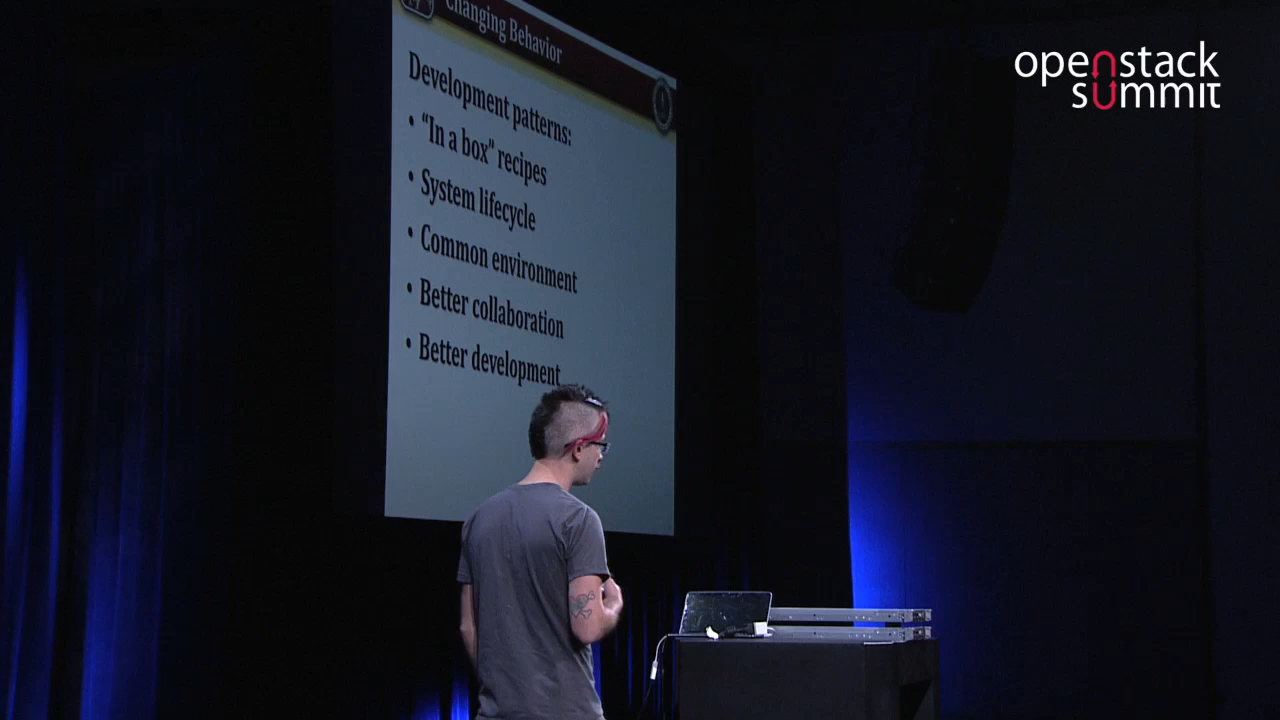 Changing Behavior
Development patterns:
• "In a box" recipes
• System lifecycle
• Common environment
• Better collaboration
• Better development
openstack
summit